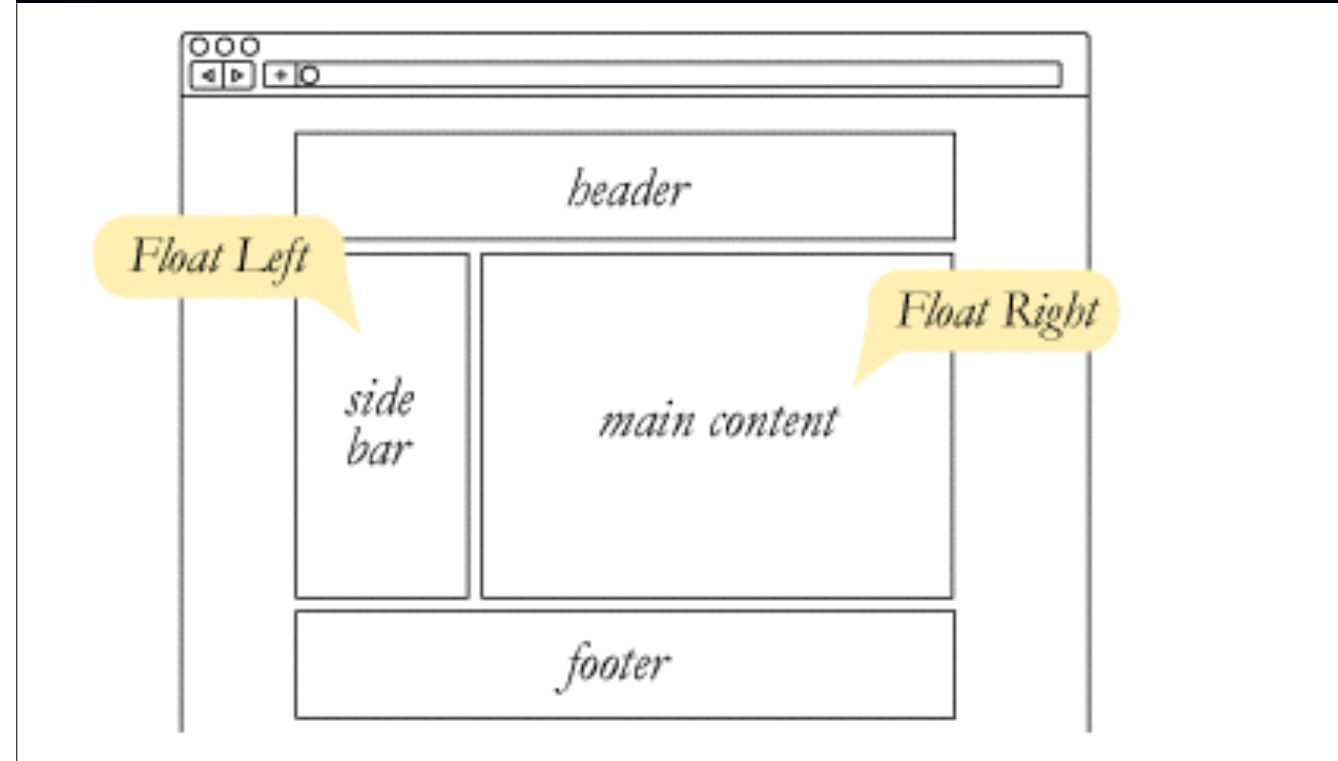 header
Float Left
Float Right
side
bar
main content
footer